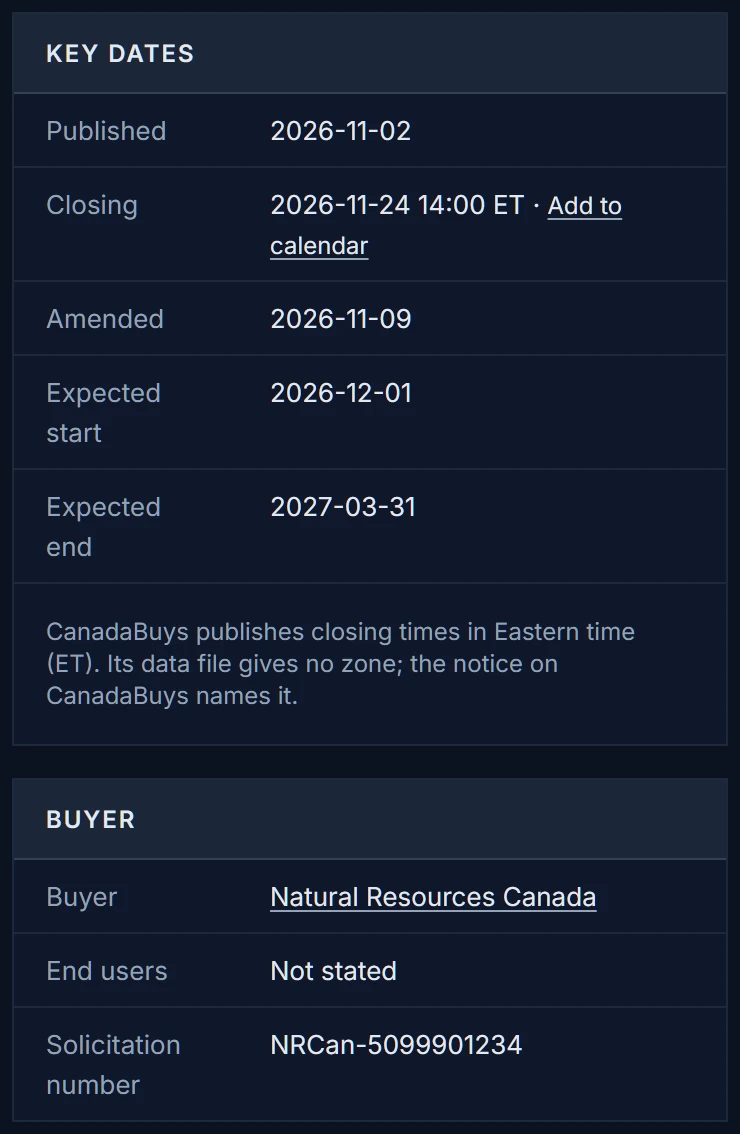 KEY DATES
Published 2026-11-02
Closing 2026-11-24 14:00 ET · Add to
calendar
Amended 2026-11-09
Expected 2026-12-01
start
Expected 2027-03-31
end
CanadaBuys publishes closing times in Eastern time
(ET). Its data file gives no zone; the notice on
CanadaBuys names it.
BUYER
Buyer Natural Resources Canada
End users Not stated
Solicitation NRCan-5099901234
number